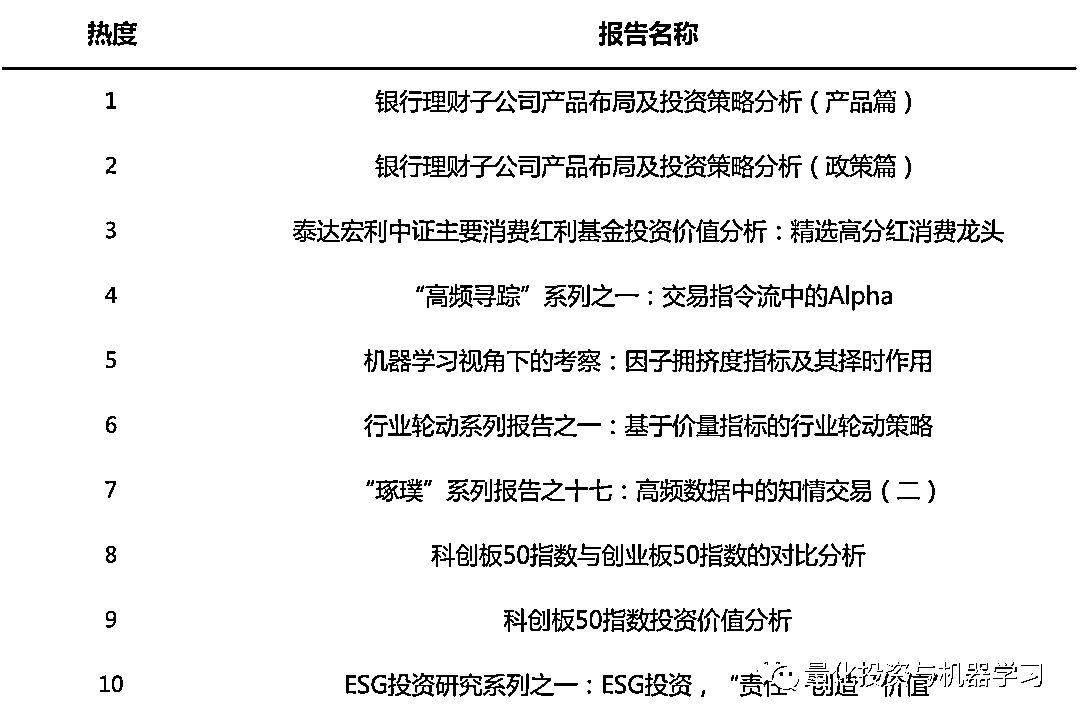 热度 报告名称
1 银行理财子公司产品布局及投资策略分析（产品篇）
2 银行理财子公司产品布局及投资策略分析（政策篇）
3 泰达宏利中证主要消费红利基金投资价值分析：精选高分红消费龙头
4 “高频寻踪”系列之一：交易指令流中的Alpha
5 机器学习视角下的考察：因子拥挤度指标及其择时作用
6 行业轮动系列报告之一：基于价量指标的行业轮动策略
7 “琢璞”系列报告之十七：高频数据中的知情交易（二）
8 科创板50指数与创业板50指数的对比分析
9 科创板50指数投资价值分析
10 ESG投资研究系列之一：ESG投资，“责任”创造“价值”
量化投资与机器学习